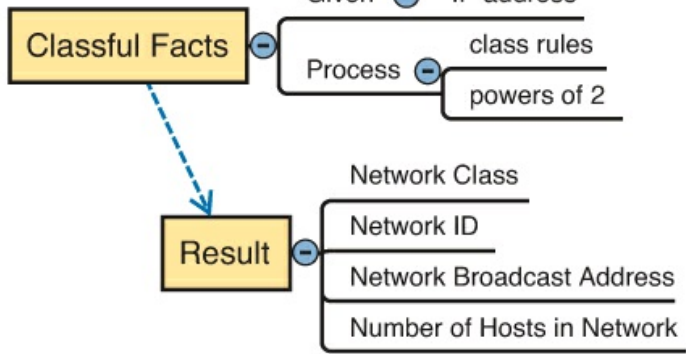 Given IP address
Classful Facts
class rules
Process
powers of 2
Network Class
Network ID
Result
Network Broadcast Address
Number of Hosts in Network